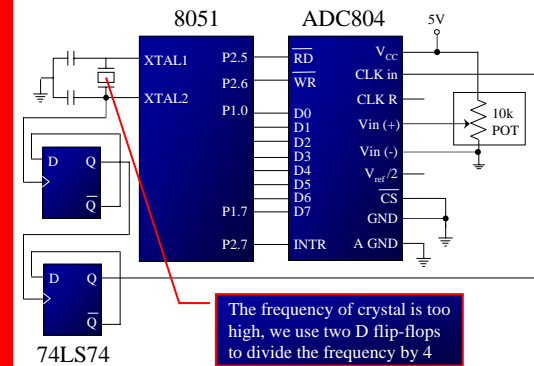 8051
ADC804
5V
XTAL1
XTAL2
P2.5
P2.6
P1.0
P1.7
P2.7
RD
WR
D0
D1
D2
D3
D4
D5
D6
D7
INTR
VCC
CLK in
CLK R
Vin (+)
Vin (-)
Vref /2
CS
GND
A GND
10k
POT
D Q
Q
D Q
Q
74LS74
The frequency of crystal is too
high, we use two D flip-flops
to divide the frequency by 4